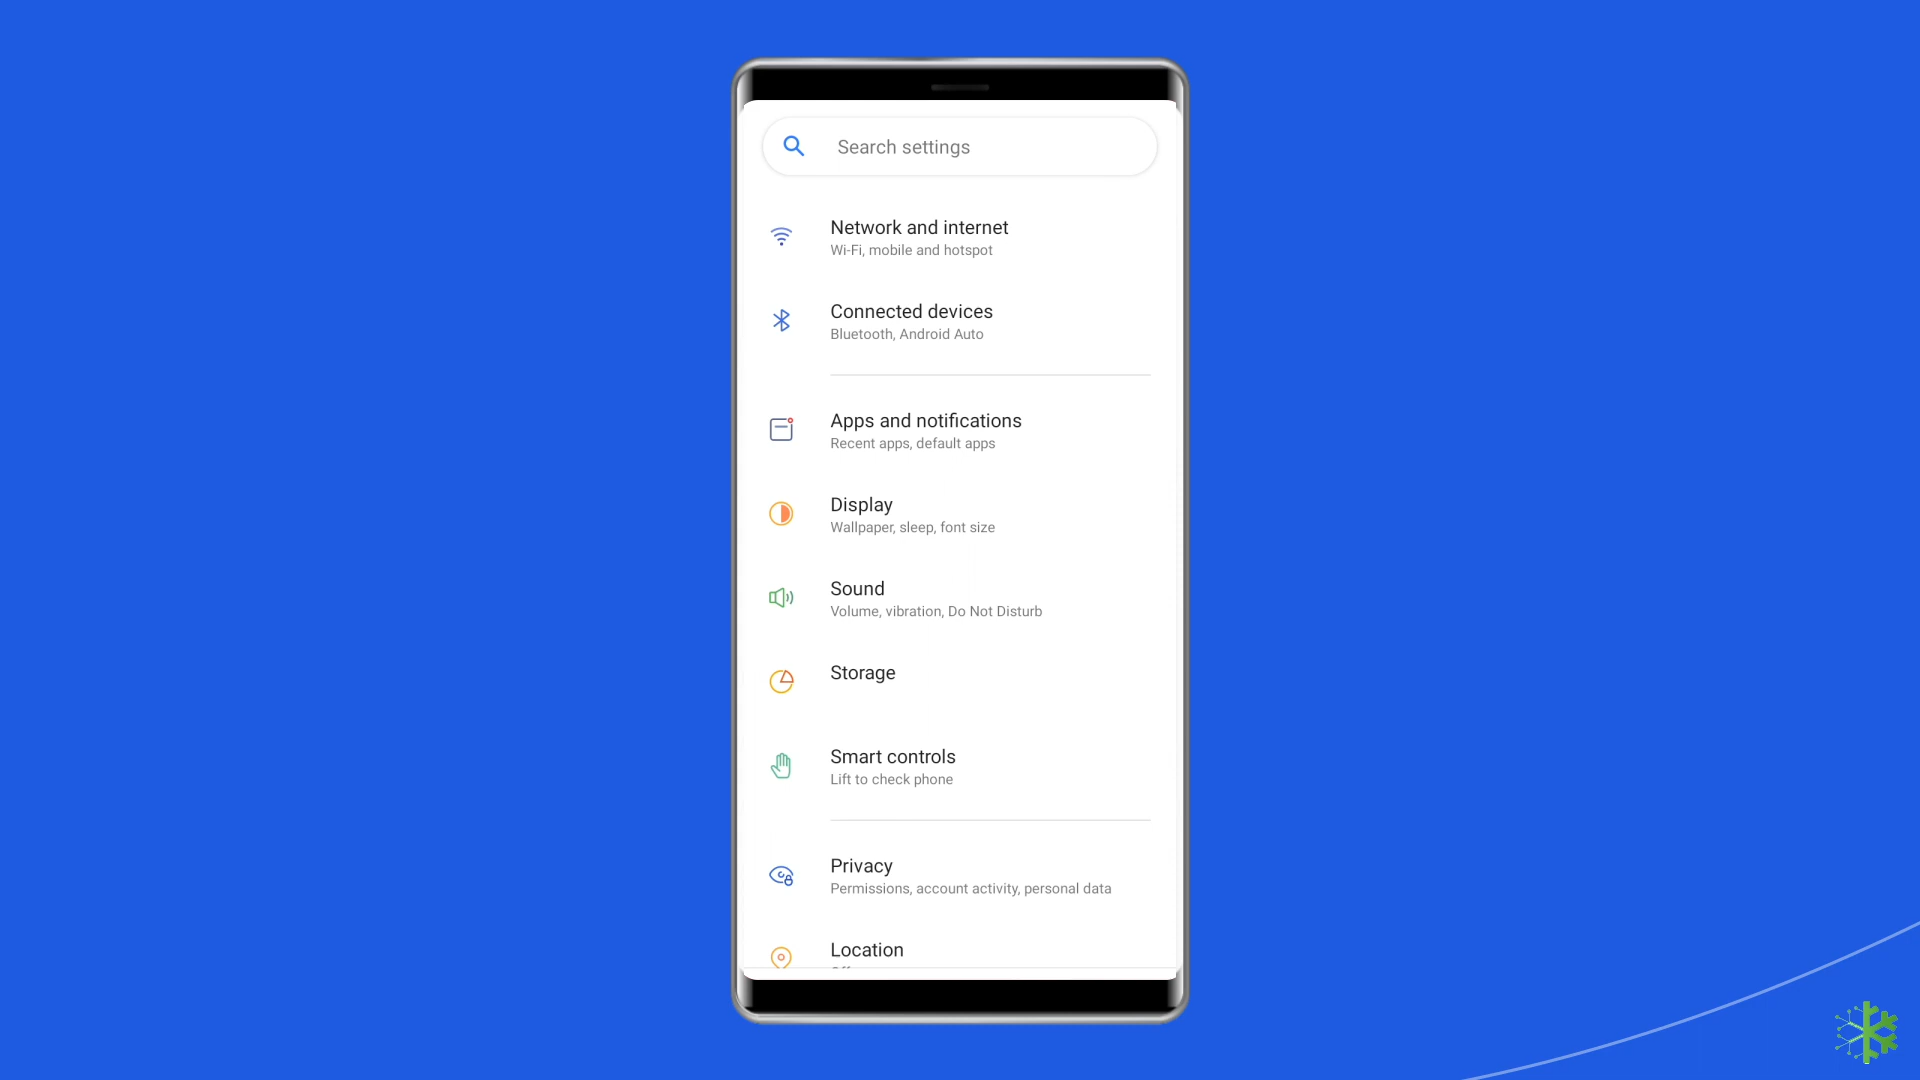 Search settings
Network and internet
Wi-Fi, mobile and hotspot
Connected devices
Bluetooth, Android Auto
Apps and notifications
Recent apps, default apps
Display
Wallpaper, sleep, font size
Sound
Volume, vibration, Do Not Disturb
Storage
Smart controls
Lift to check phone
Privacy
Permissions, account activity, personal data
Location